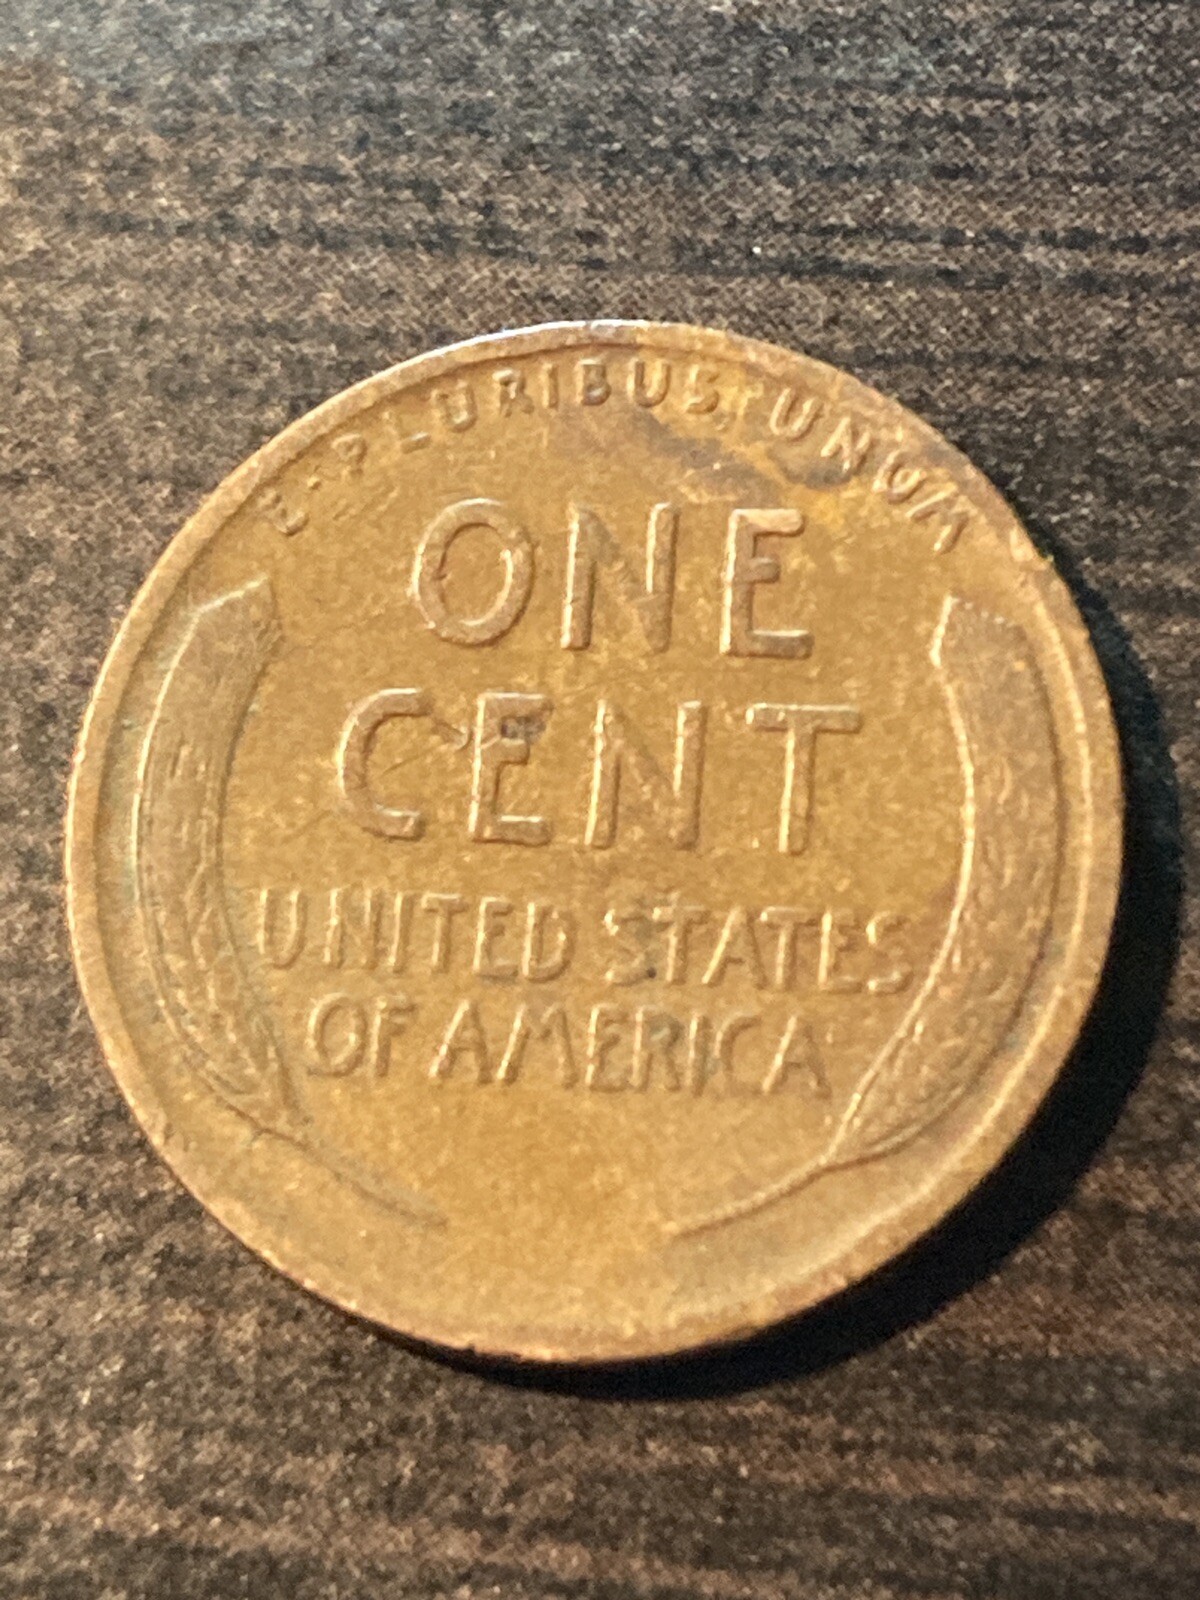 E · PLURIBUS · UNUM
ONE
CENT
UNITED STATES
OF AMERICA